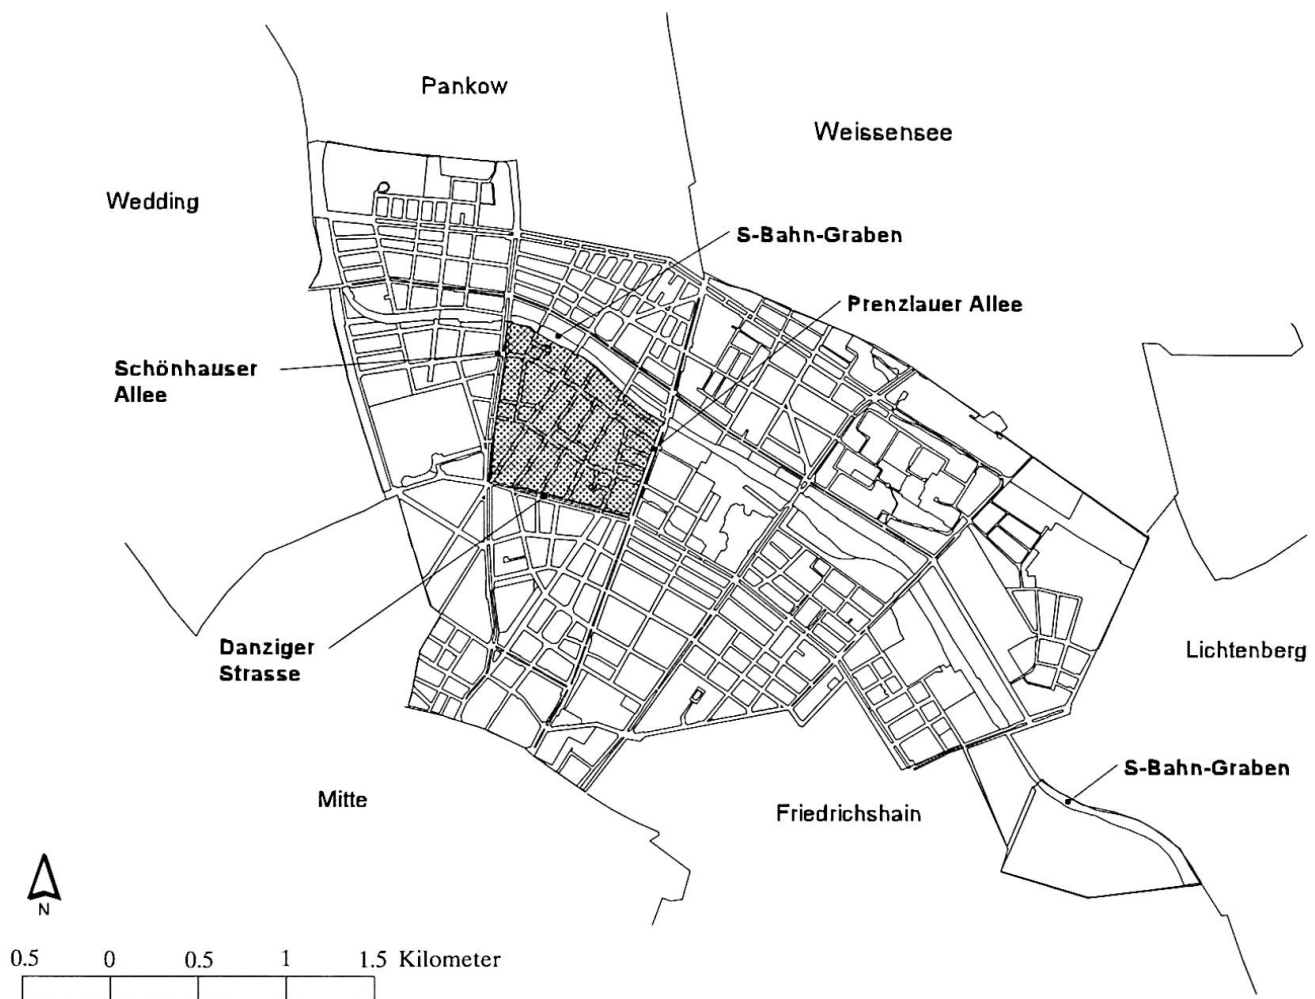 Pankow
Weissensee
Wedding
S-Bahn-Graben
Prenzlauer Allee
Schönhauser
Allee
Danziger
Strasse
Lichtenberg
S-Bahn-Graben
Mitte
Friedrichshain
N
0.5 0 0.5 1 1.5 Kilometer